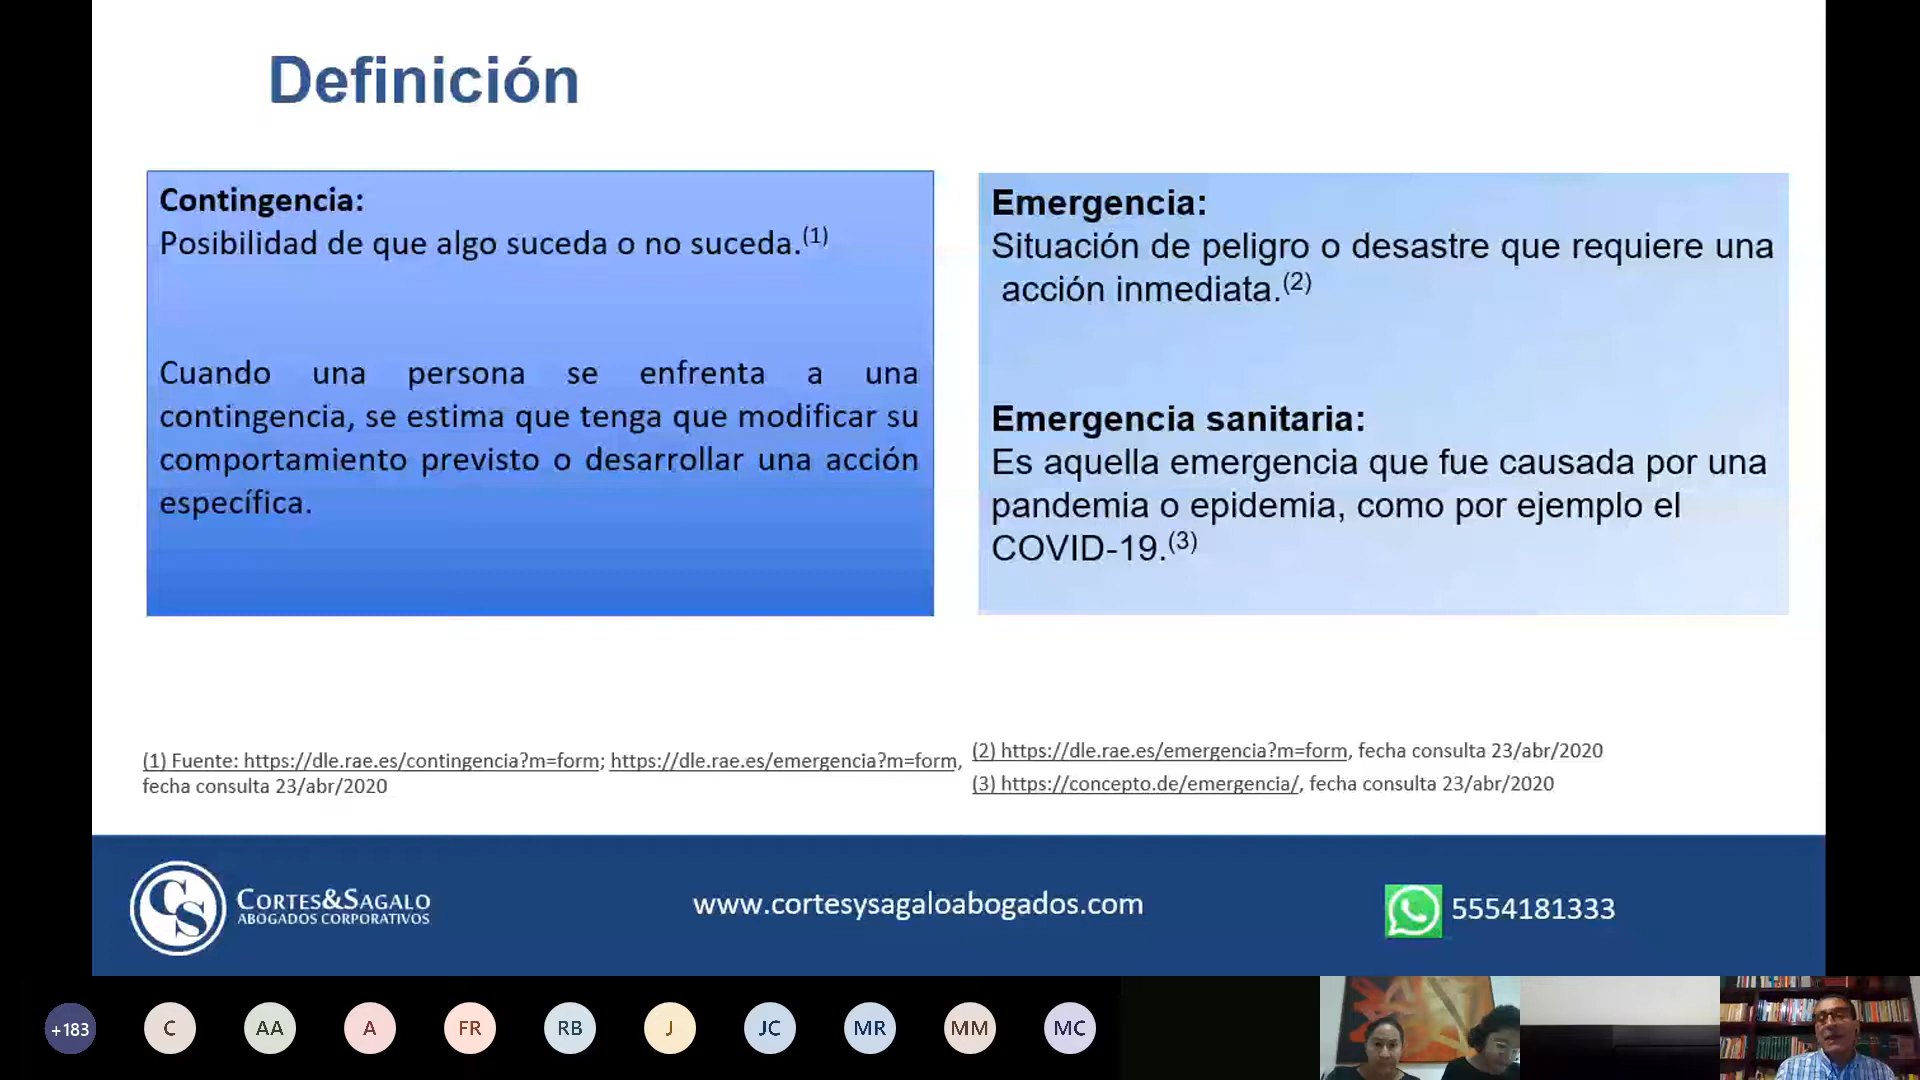 Definición
Contingencia:
Posibilidad de que algo suceda o no suceda.(1)
Cuando una persona se enfrenta a una
contingencia, se estima que tenga que modificar su
comportamiento previsto o desarrollar una acción
específica.
Emergencia:
Situación de peligro o desastre que requiere una
acción inmediata.(2)
Emergencia sanitaria:
Es aquella emergencia que fue causada por una
pandemia o epidemia, como por ejemplo el
COVID-19.(3)
(1) Fuente: https://dle.rae.es/contingencia?m=form; https://dle.rae.es/emergencia?m=form,
fecha consulta 23/abr/2020
(2) https://dle.rae.es/emergencia?m=form, fecha consulta 23/abr/2020
(3) https://concepto.de/emergencia/, fecha consulta 23/abr/2020
CS
CORTES&SAGALO
ABOGADOS CORPORATIVOS
www.cortesysagaloabogados.com
5554181333
+183
C
AA
A
FR
RB
J
JC
MR
MM
MC